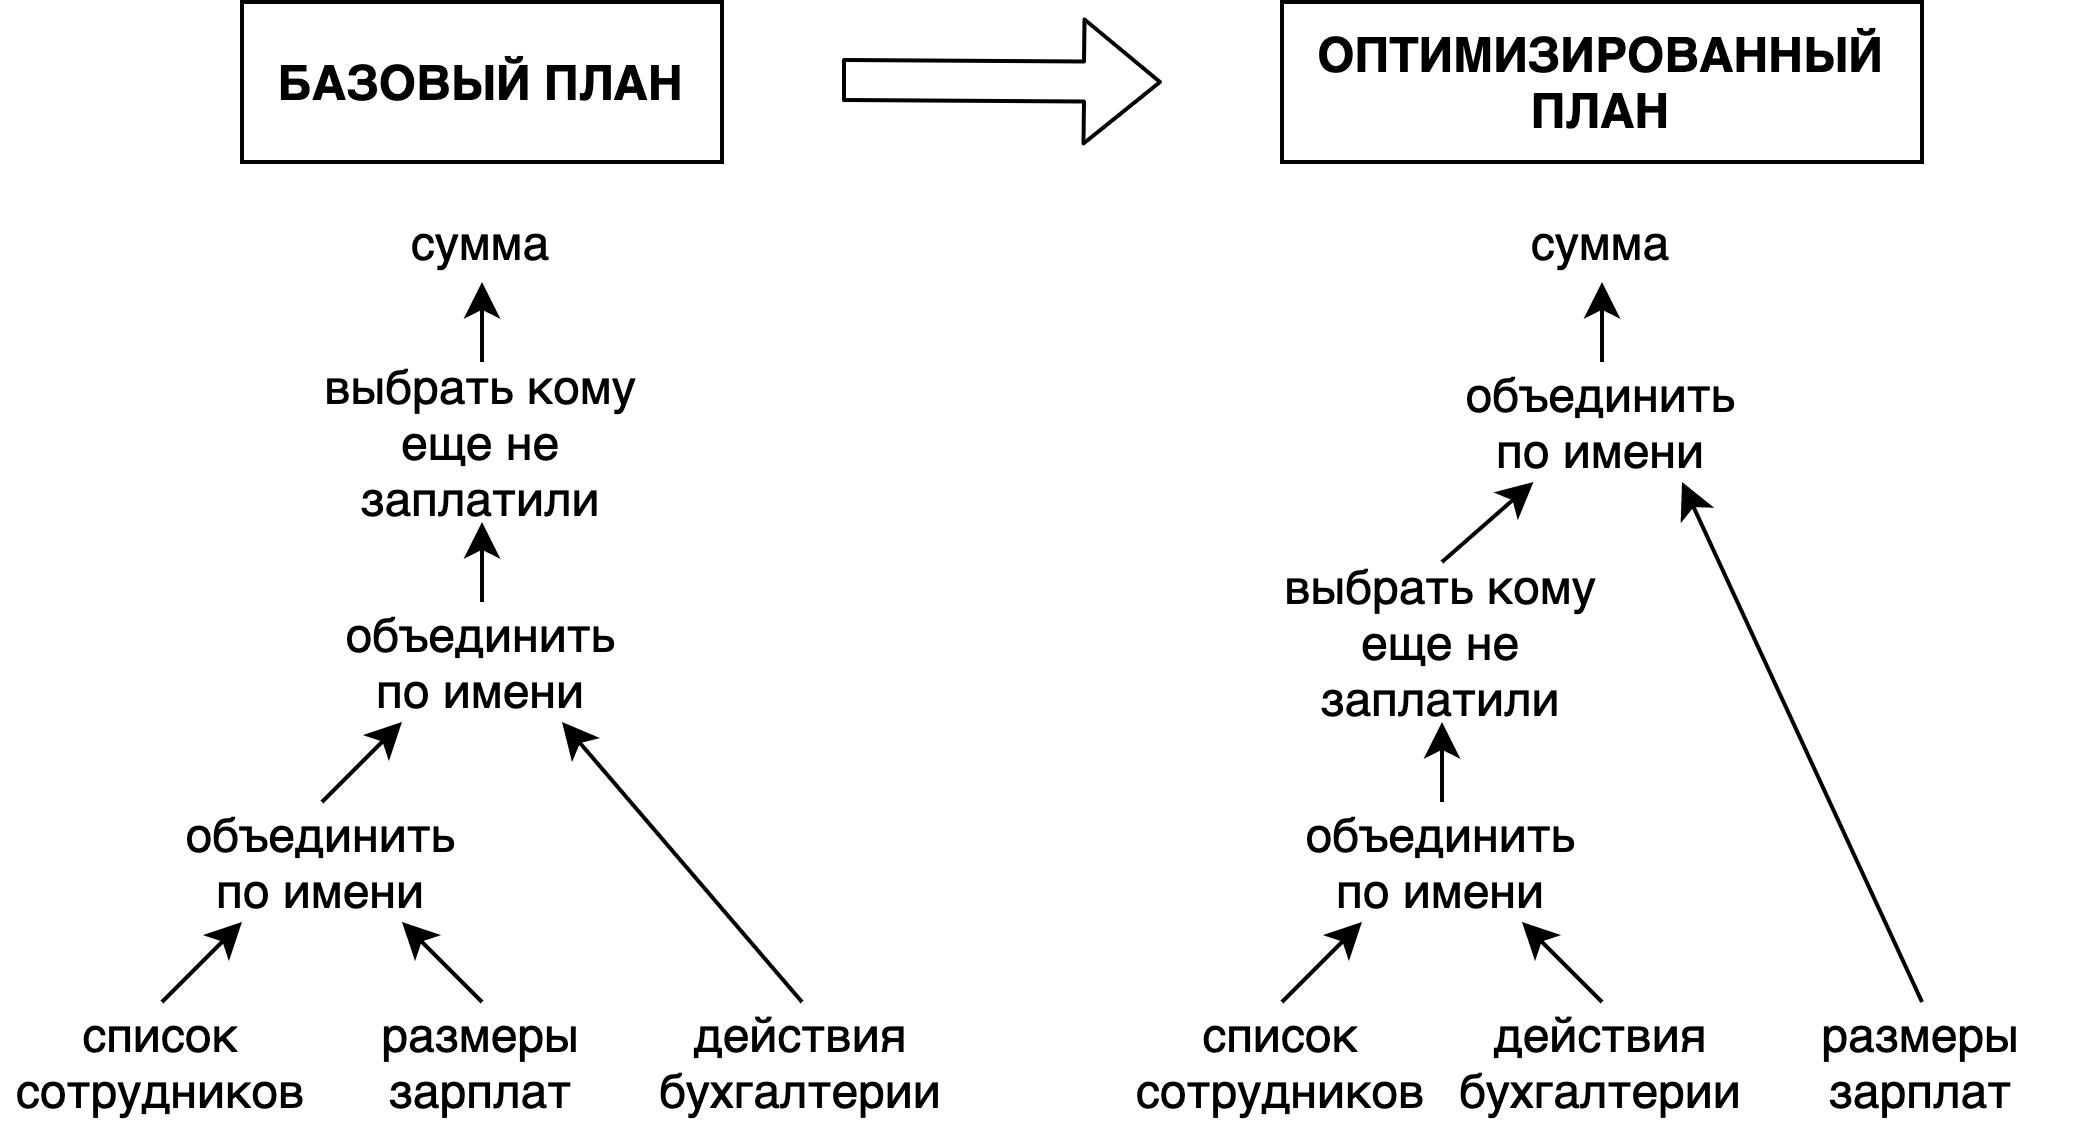 БАЗОВЫЙ ПЛАН
ОПТИМИЗИРОВАННЫЙ
ПЛАН
сумма
выбрать кому
еще не
заплатили
объединить
по имени
объединить
по имени
список
сотрудников
размеры
зарплат
действия
бухгалтерии
сумма
объединить
по имени
выбрать кому
еще не
заплатили
объединить
по имени
список
сотрудников
действия
бухгалтерии
размеры
зарплат